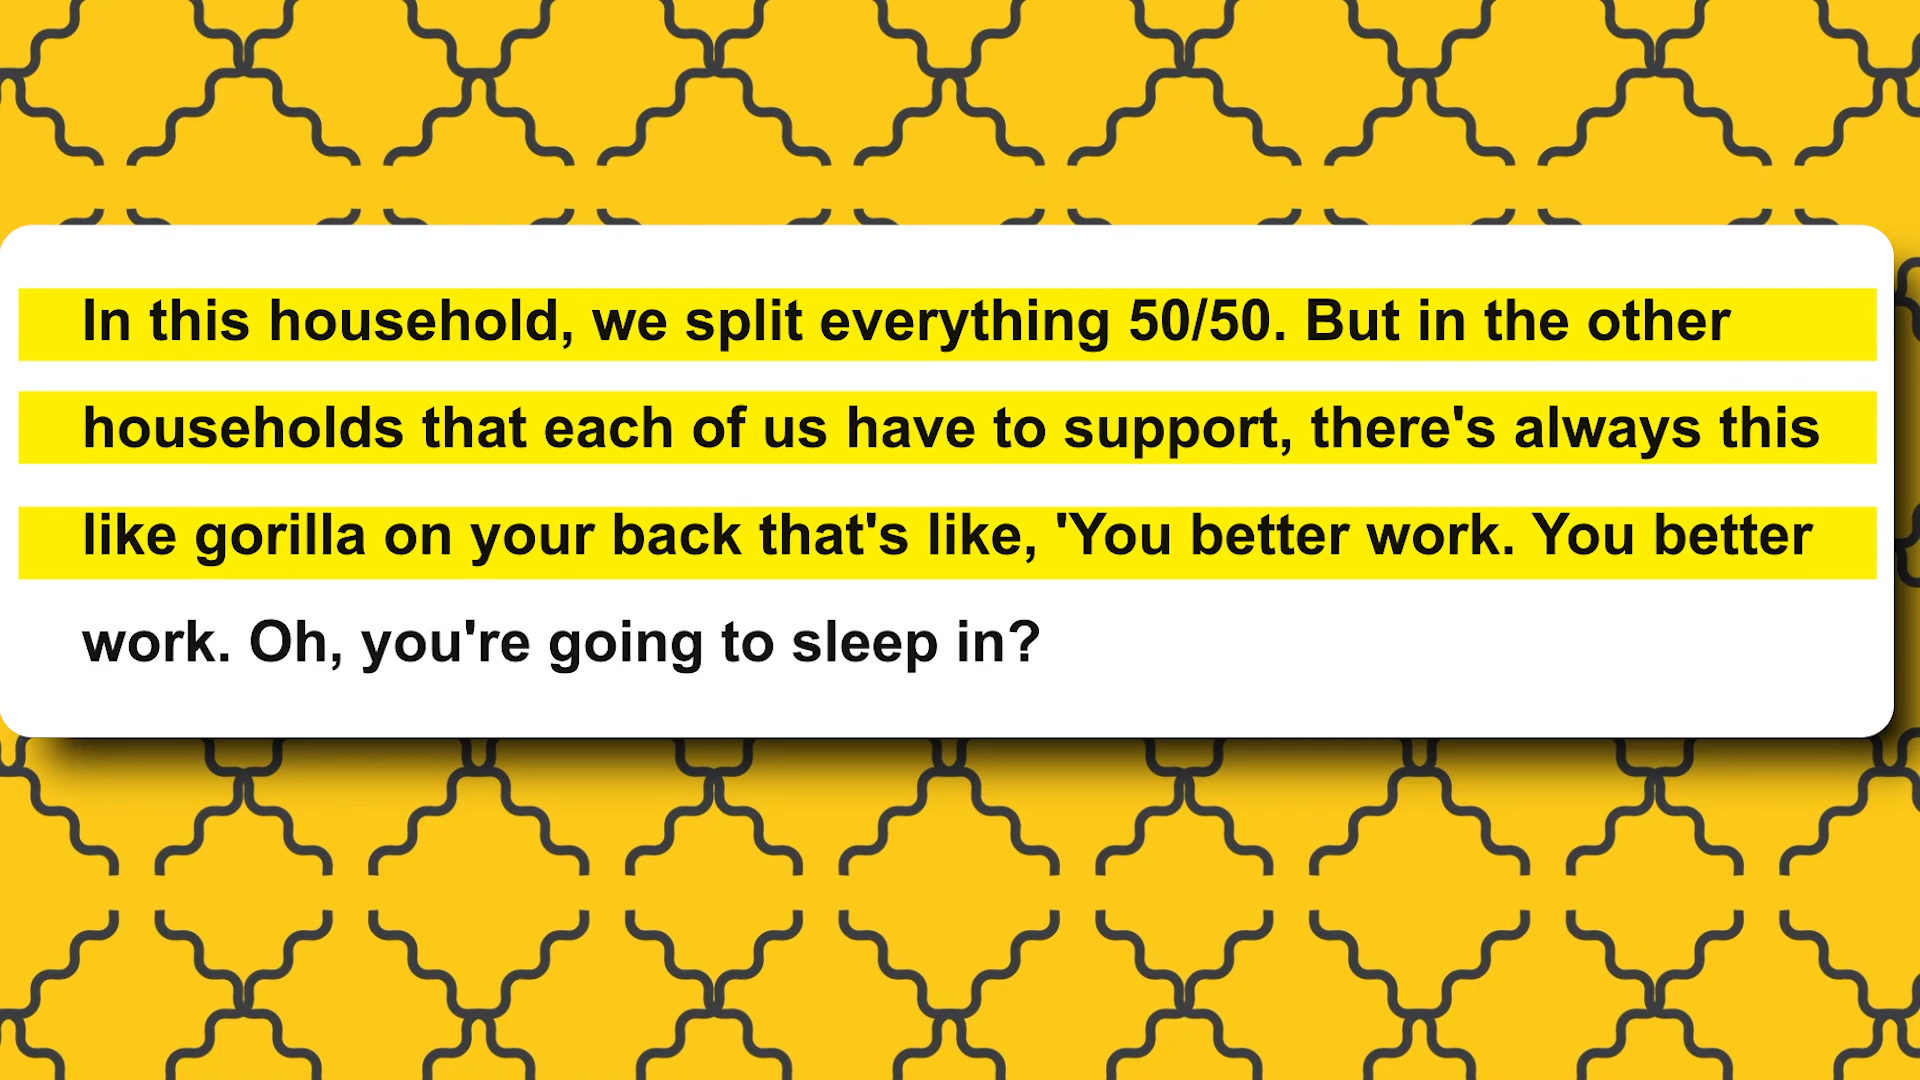 In this household, we split everything 50/50. But in the other
households that each of us have to support, there's always this
like gorilla on your back that's like, 'You better work. You better
work. Oh, you're going to sleep in?